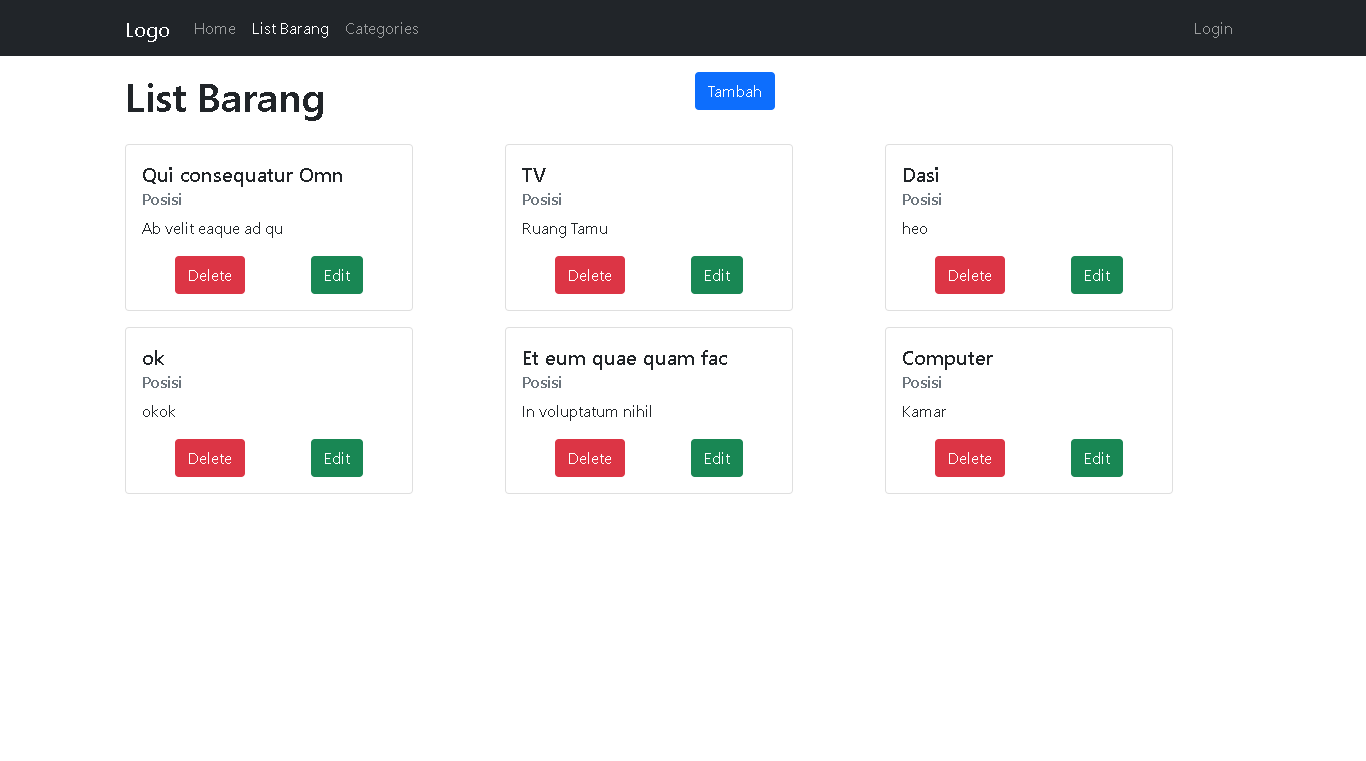 Logo Home List Barang Categories Login
List Barang
Tambah
Qui consequatur Omn
Posisi
Ab velit eaque ad qu
Delete Edit
TV
Posisi
Ruang Tamu
Delete Edit
Dasi
Posisi
heo
Delete Edit
ok
Posisi
okok
Delete Edit
Et eum quae quam fac
Posisi
In voluptatum nihil
Delete Edit
Computer
Posisi
Kamar
Delete Edit